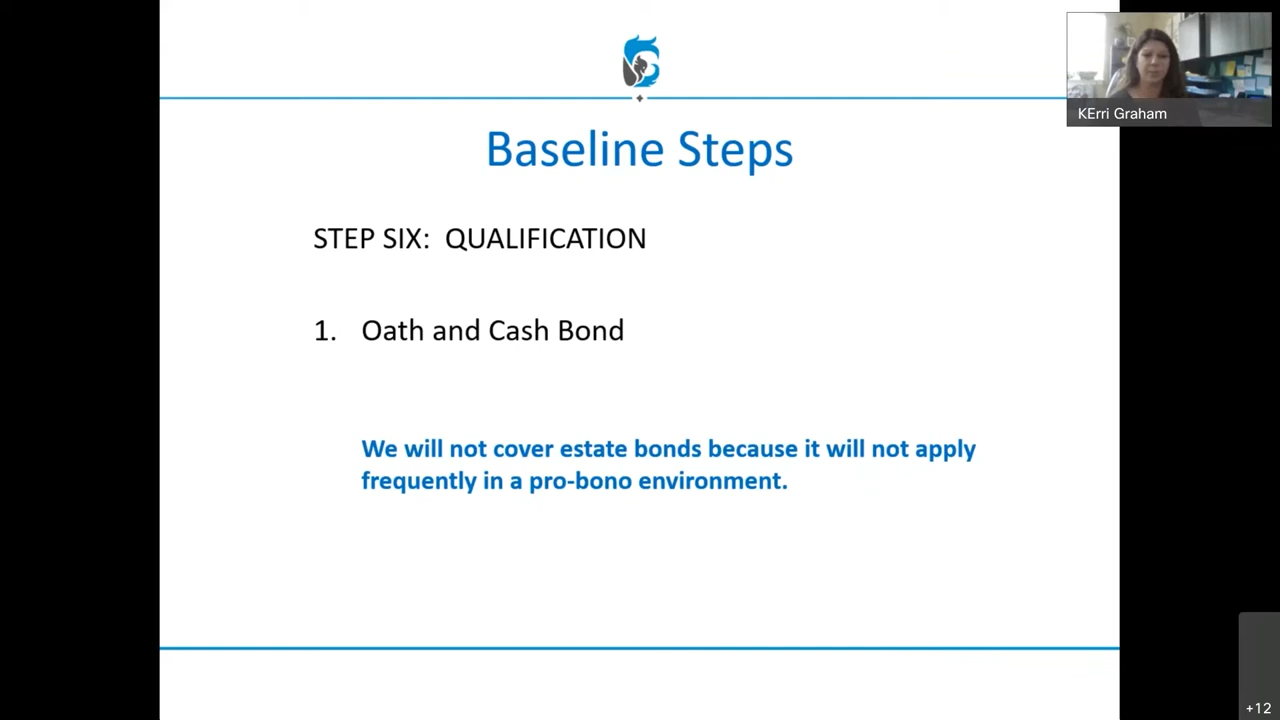 KErri Graham
Baseline Steps
STEP SIX: QUALIFICATION
1. Oath and Cash Bond
We will not cover estate bonds because it will not apply
frequently in a pro-bono environment.
+12